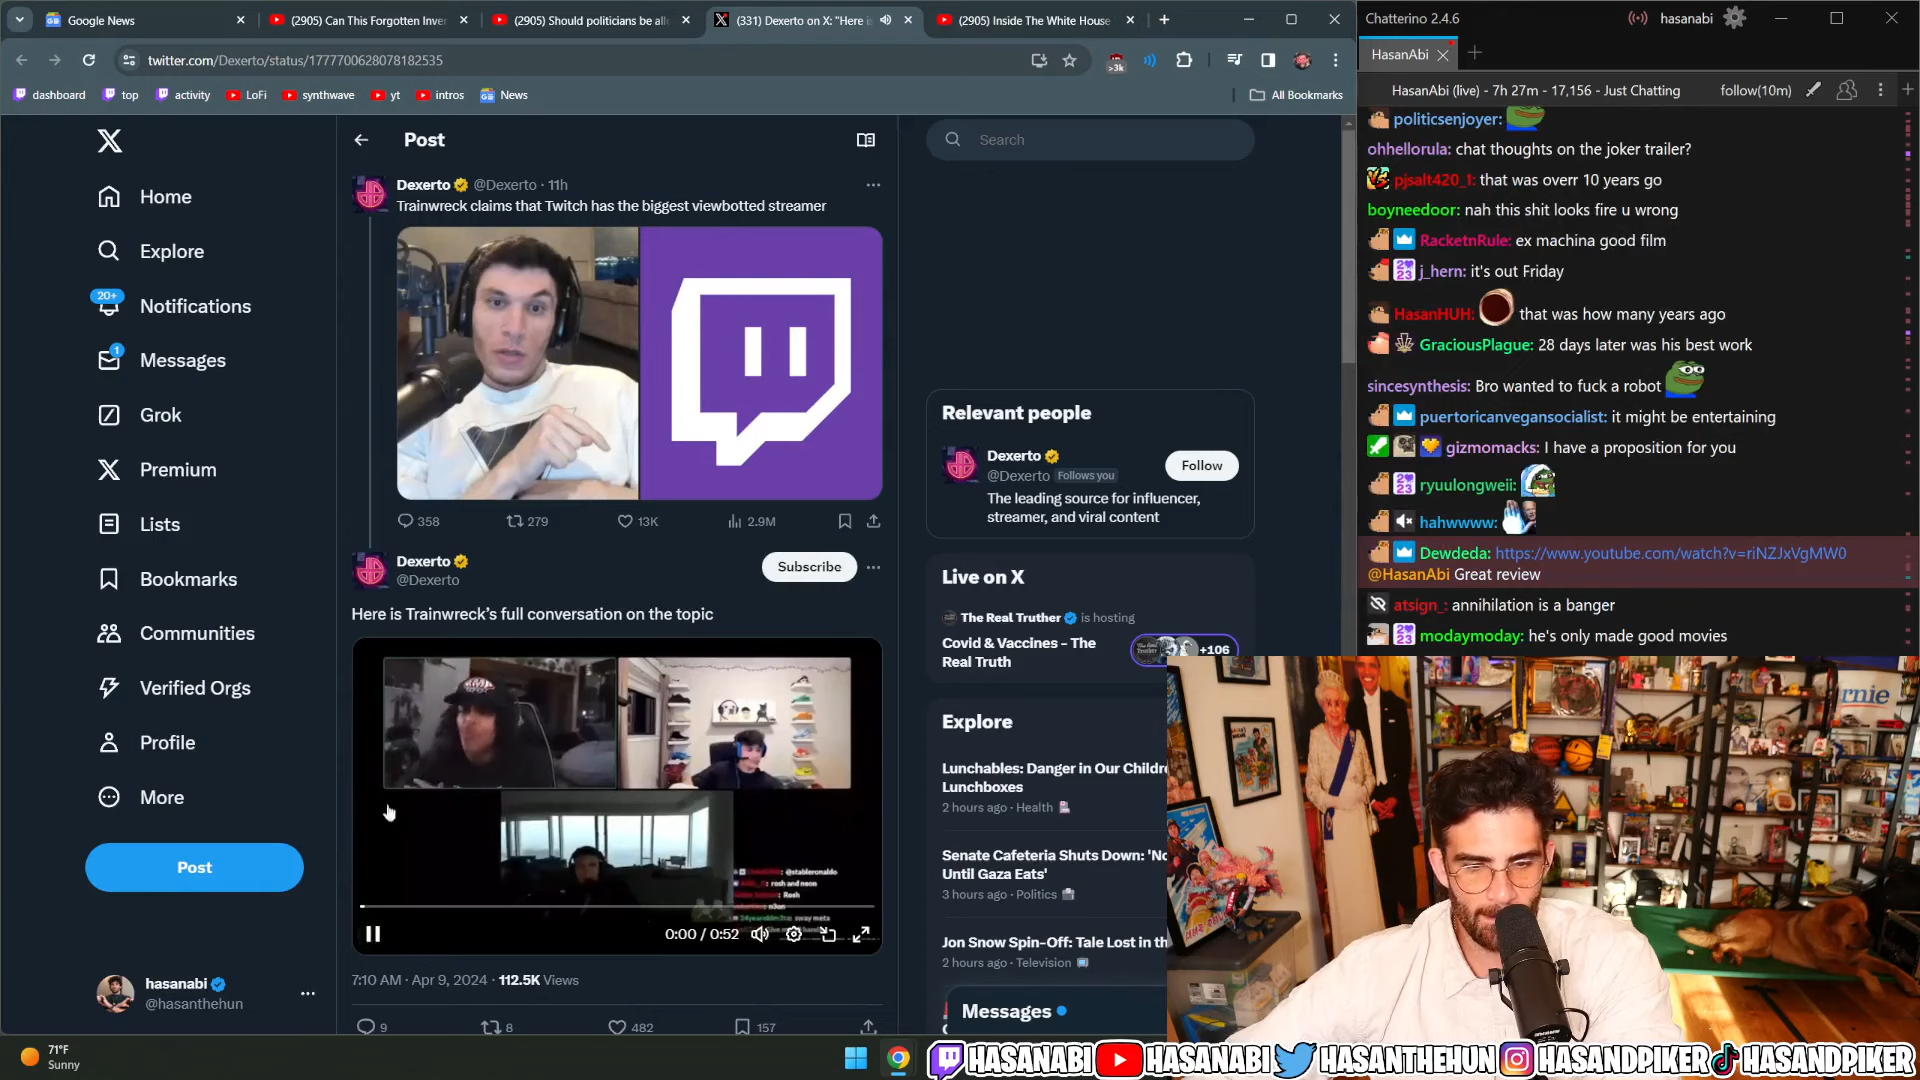 Google News
(2905) Can This Forgotten Inver
(2905) Should politicians be all
(331) Dexerto on X: "Here is
(2905) Inside The White House
twitter.com/Dexerto/status/1777700628078182535
>3k
dashboard
top
activity
LoFi
synthwave
yt
intros
News
All Bookmarks
Home
Explore
20+
Notifications
1
Messages
Grok
Premium
Lists
Bookmarks
Communities
Verified Orgs
Profile
More
Post
hasanabi
@hasanthehun
Post
Dexerto @Dexerto · 11h
Trainwreck claims that Twitch has the biggest viewbotted streamer
358
279
13K
2.9M
Dexerto
@Dexerto
Subscribe
Here is Trainwreck's full conversation on the topic
@stableronaldo
rosh and neon
Rosh
0:00 / 0:52
7:10 AM · Apr 9, 2024 · 112.5K Views
9
8
482
157
Search
Relevant people
Dexerto
@Dexerto Follows you
Follow
The leading source for influencer,
streamer, and viral content
Live on X
The Real Truther is hosting
Covid & Vaccines - The
Real Truth
+106
Explore
Lunchables: Danger in Our Childre
Lunchboxes
2 hours ago · Health
Senate Cafeteria Shuts Down: 'No
Until Gaza Eats'
3 hours ago · Politics
Jon Snow Spin-Off: Tale Lost in th
2 hours ago · Television
Messages
Chatterino 2.4.6
hasanabi
HasanAbi
HasanAbi (live) - 7h 27m - 17,156 - Just Chatting
follow(10m)
politicsenjoyer:
ohhellorula: chat thoughts on the joker trailer?
pjsalt420_1: that was overr 10 years go
boyneedoor: nah this shit looks fire u wrong
RacketnRule: ex machina good film
j_hern: it's out Friday
HasanHUH: that was how many years ago
GraciousPlague: 28 days later was his best work
sincesynthesis: Bro wanted to fuck a robot
puertoricanvegansocialist: it might be entertaining
gizmomacks: I have a proposition for you
ryuulongweii:
hahwwww:
Dewdeda: https://www.youtube.com/watch?v=riNZJxVgMW0
@HasanAbi Great review
atsign_: annihilation is a banger
modaymoday: he's only made good movies
rnie
71°F
Sunny
HASANABI
HASANABI
HASANTHEHUN
HASANDPIKER
HASANDPIKER